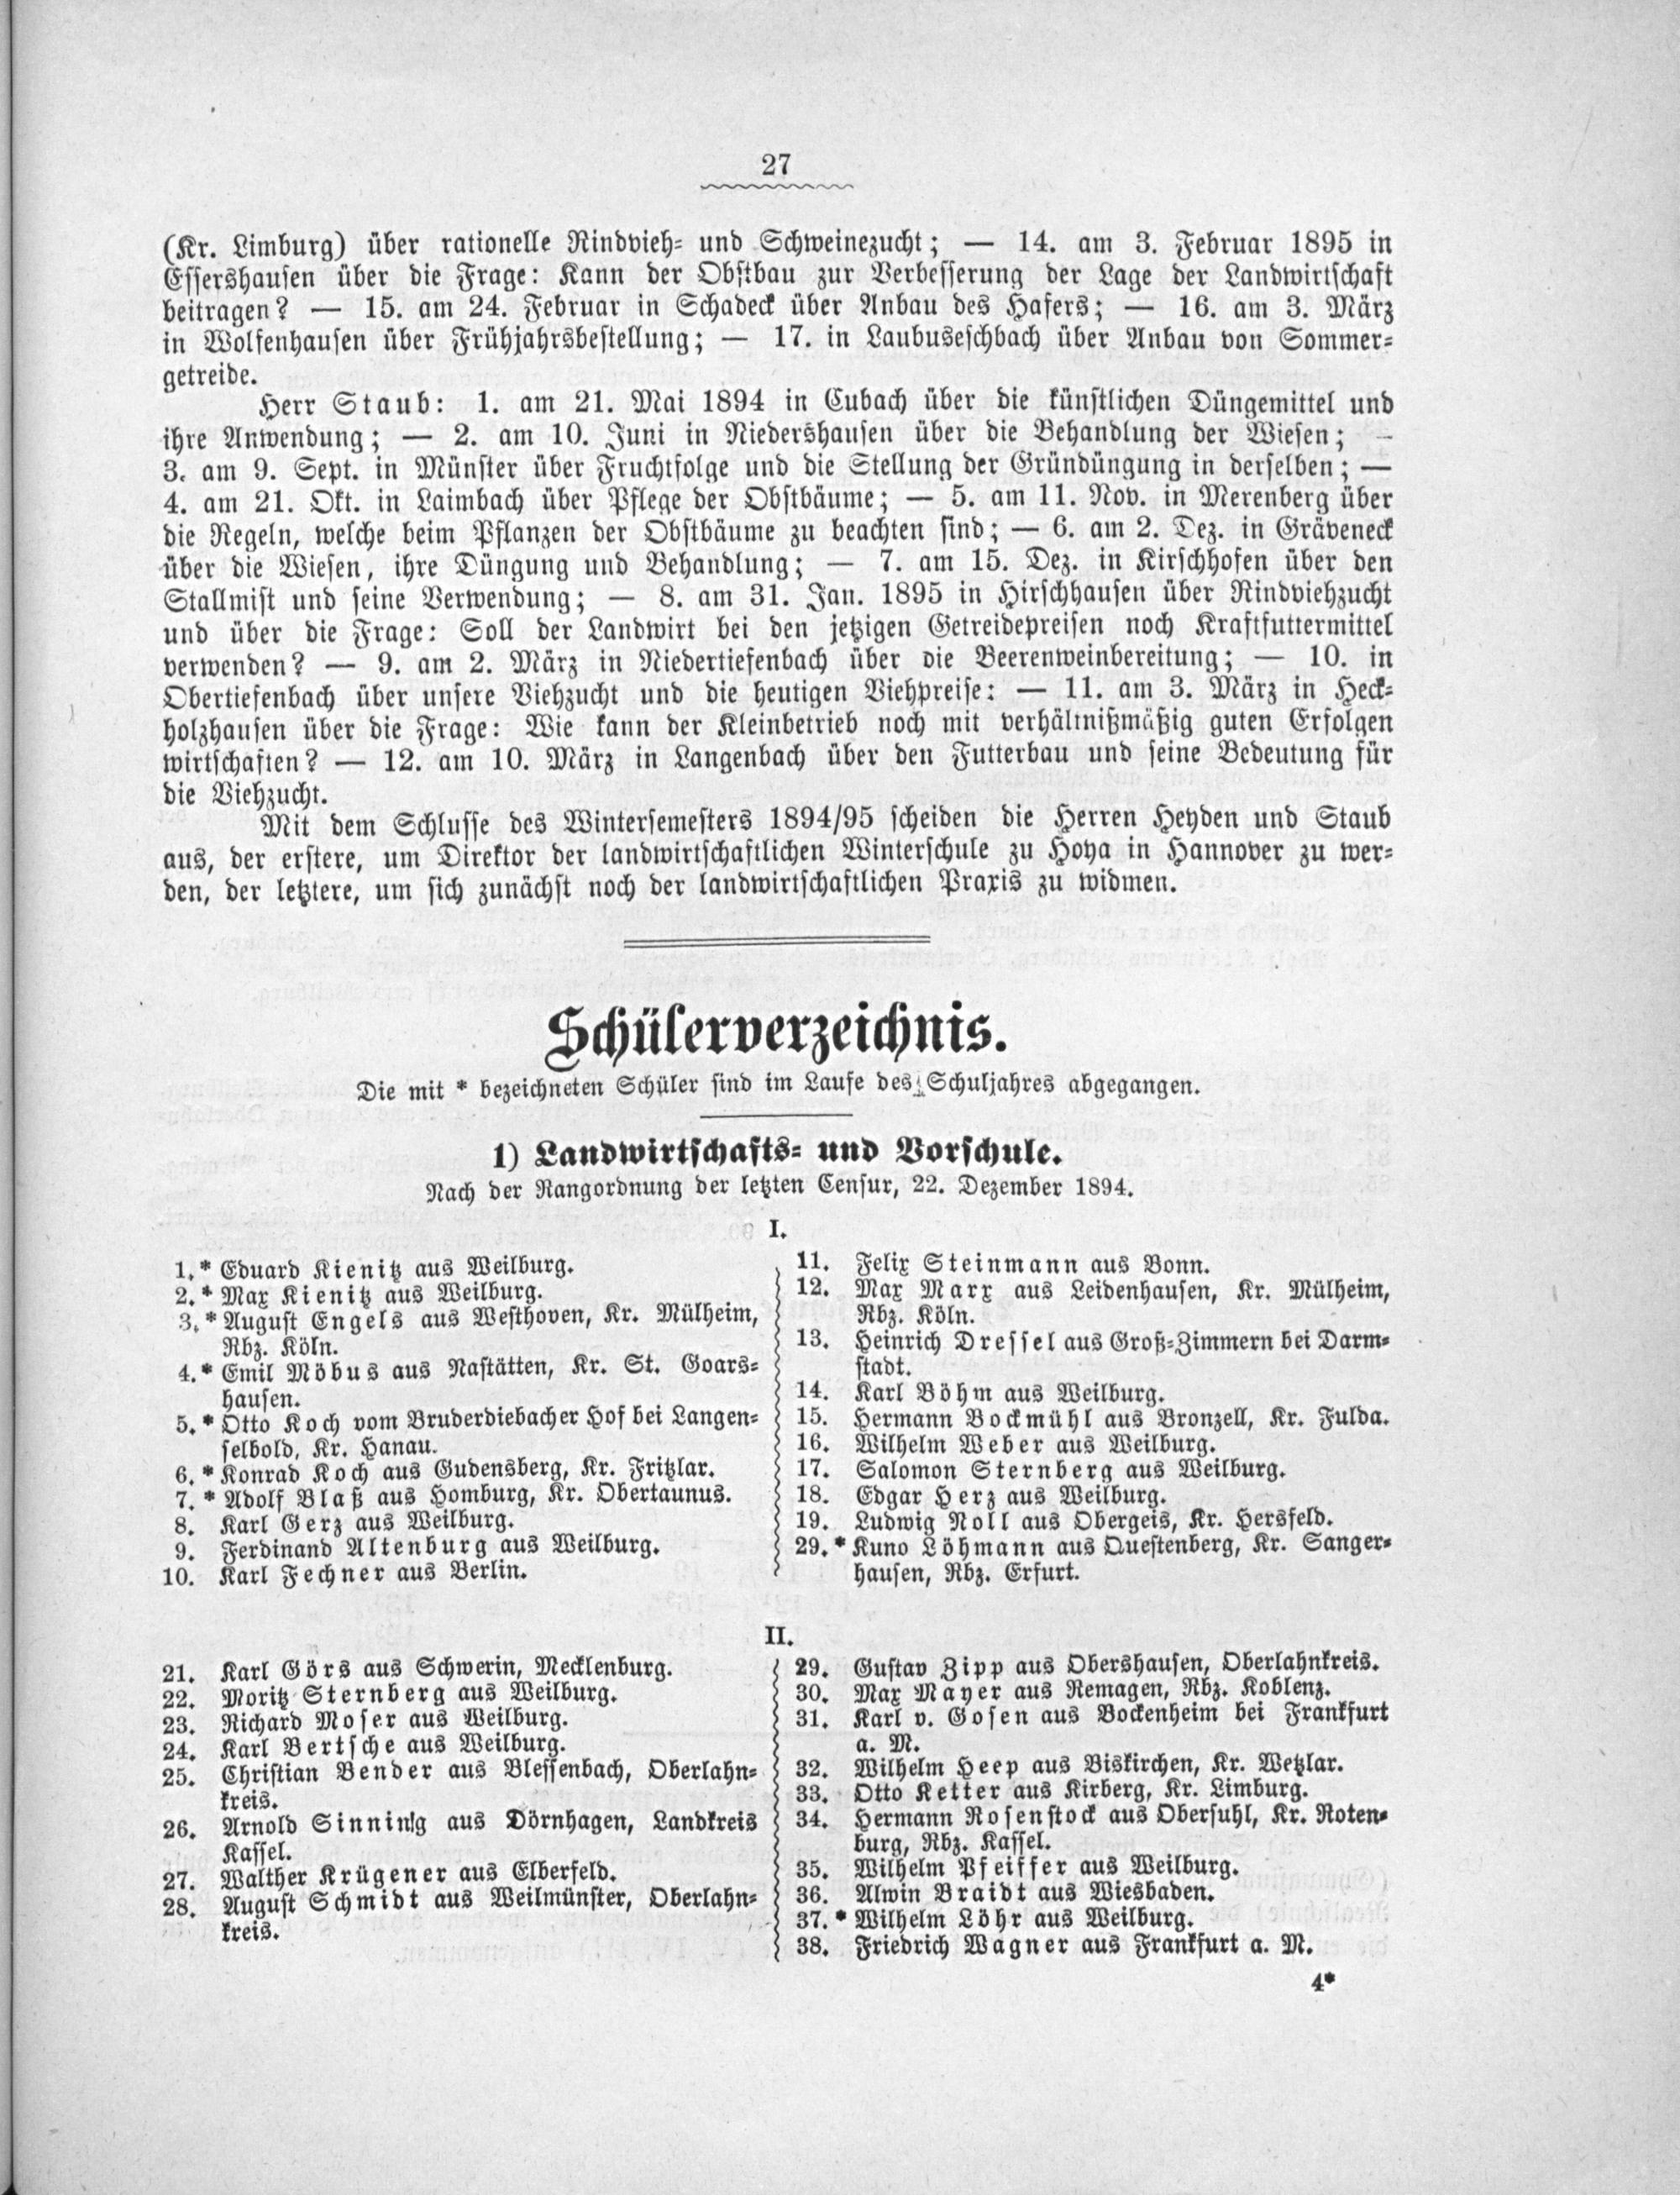 27
(Kr. Limburg) über rationelle Rindvieh- und Schweinezucht; — 14. am 3. Februar 1895 in
Essershausen über die Frage: Kann der Obstbau zur Verbesserung der Lage der Landwirtschaft
beitragen? — 15. am 24. Februar in Schadeck über Anbau des Hafers; — 16. am 3. März
in Wolfenhausen über Frühjahrsbestellung; — 17. in Laubuseschbach über Anbau von Sommer-
getreide.
Herr Staub: 1. am 21. Mai 1894 in Cubach über die künstlichen Düngemittel und
ihre Anwendung; — 2. am 10. Juni in Niedershausen über die Behandlung der Wiesen; —
3. am 9. Sept. in Münster über Fruchtfolge und die Stellung der Gründüngung in derselben; —
4. am 21. Okt. in Laimbach über Pflege der Obstbäume; — 5. am 11. Nov. in Merenberg über
die Regeln, welche beim Pflanzen der Obstbäume zu beachten sind; — 6. am 2. Dez. in Gräveneck
über die Wiesen, ihre Düngung und Behandlung; — 7. am 15. Dez. in Kirschhofen über den
Stallmist und seine Verwendung; — 8. am 31. Jan. 1895 in Hirschhausen über Rindviehzucht
und über die Frage: Soll der Landwirt bei den jetzigen Getreidepreisen noch Kraftfuttermittel
verwenden? — 9. am 2. März in Niedertiefenbach über die Beerenweinbereitung; — 10. in
Obertiefenbach über unsere Viehzucht und die heutigen Viehpreise: — 11. am 3. März in Heck-
holzhausen über die Frage: Wie kann der Kleinbetrieb noch mit verhältnißmäßig guten Erfolgen
wirtschaften? — 12. am 10. März in Langenbach über den Futterbau und seine Bedeutung für
die Viehzucht.
Mit dem Schlusse des Wintersemesters 1894/95 scheiden die Herren Heyden und Staub
aus, der erstere, um Direktor der landwirtschaftlichen Winterschule zu Hoya in Hannover zu wer-
den, der letztere, um sich zunächst noch der landwirtschaftlichen Praxis zu widmen.
Schülerverzeichnis.
Die mit * bezeichneten Schüler sind im Laufe des Schuljahres abgegangen.
1) Landwirtschafts- und Vorschule.
Nach der Rangordnung der letzten Censur, 22. Dezember 1894.
I.
1.* Eduard Kienitz aus Weilburg.
2.* Max Kienitz aus Weilburg.
3.* August Engels aus Westhoven, Kr. Mülheim,
Rbz. Köln.
4.* Emil Möbus aus Nastätten, Kr. St. Goars-
hausen.
5.* Otto Koch vom Bruderdiebacher Hof bei Langen-
selbold, Kr. Hanau.
6.* Konrad Koch aus Gudensberg, Kr. Fritzlar.
7.* Adolf Blaß aus Homburg, Kr. Obertaunus.
8. Karl Gerz aus Weilburg.
9. Ferdinand Altenburg aus Weilburg.
10. Karl Fechner aus Berlin.
11. Felix Steinmann aus Bonn.
12. Max Marx aus Leidenhausen, Kr. Mülheim,
Rbz. Köln.
13. Heinrich Dressel aus Groß-Zimmern bei Darm-
stadt.
14. Karl Böhm aus Weilburg.
15. Hermann Bockmühl aus Bronzell, Kr. Fulda.
16. Wilhelm Weber aus Weilburg.
17. Salomon Sternberg aus Weilburg.
18. Edgar Herz aus Weilburg.
19. Ludwig Noll aus Obergeis, Kr. Hersfeld.
29.* Kuno Löhmann aus Questenberg, Kr. Sanger-
hausen, Rbz. Erfurt.
II.
21. Karl Görs aus Schwerin, Mecklenburg.
22. Moritz Sternberg aus Weilburg.
23. Richard Moser aus Weilburg.
24. Karl Bertsche aus Weilburg.
25. Christian Bender aus Blessenbach, Oberlahn-
kreis.
26. Arnold Sinning aus Dörnhagen, Landkreis
Kassel.
27. Walther Krügener aus Elberfeld.
28. August Schmidt aus Weilmünster, Oberlahn-
kreis.
29. Gustav Zipp aus Obershausen, Oberlahnkreis.
30. Max Mayer aus Remagen, Rbz. Koblenz.
31. Karl v. Gosen aus Bockenheim bei Frankfurt
a. M.
32. Wilhelm Heep aus Biskirchen, Kr. Wetzlar.
33. Otto Ketter aus Kirberg, Kr. Limburg.
34. Hermann Rosenstock aus Obersuhl, Kr. Roten-
burg, Rbz. Kassel.
35. Wilhelm Pfeiffer aus Weilburg.
36. Alwin Braidt aus Wiesbaden.
37.* Wilhelm Löhr aus Weilburg.
38. Friedrich Wagner aus Frankfurt a. M.
4*